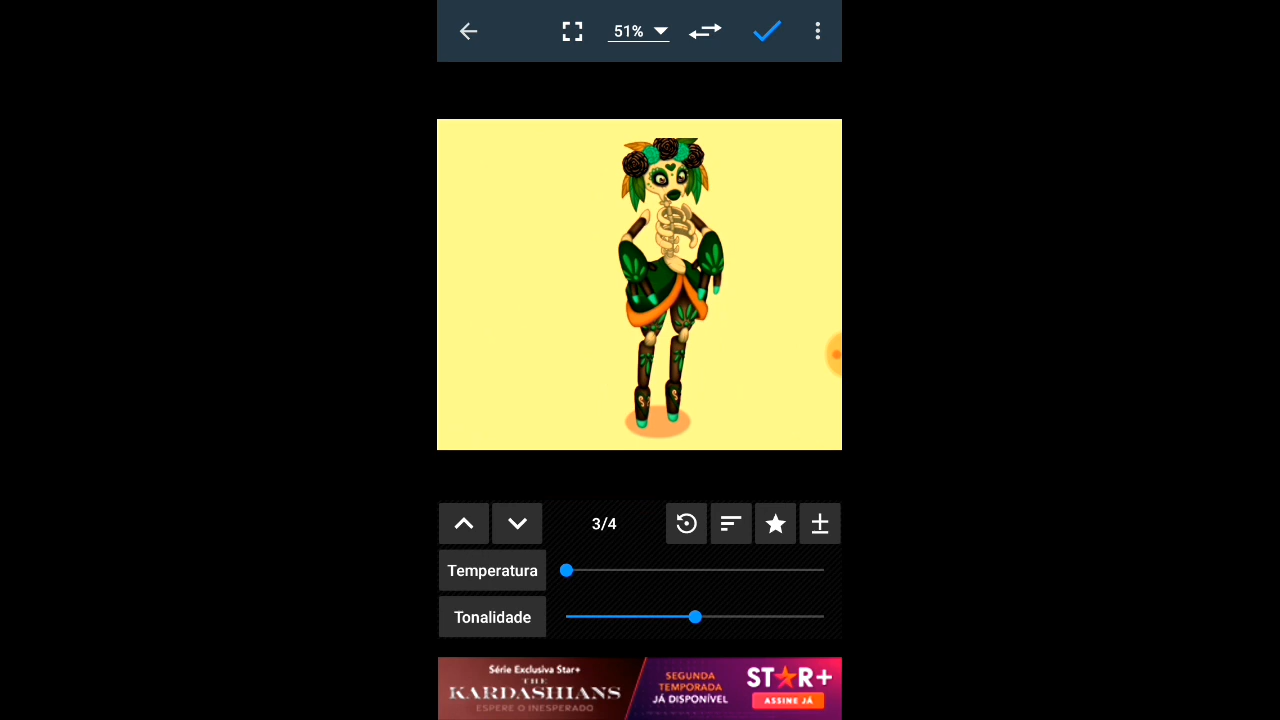 51%
3/4
Temperatura
Tonalidade
Série Exclusiva Star+
THE
KARDASHIANS
ESPERE O INESPERADO
SEGUNDA
TEMPORADA
JÁ DISPONÍVEL
STAR+
ASSINE JÁ